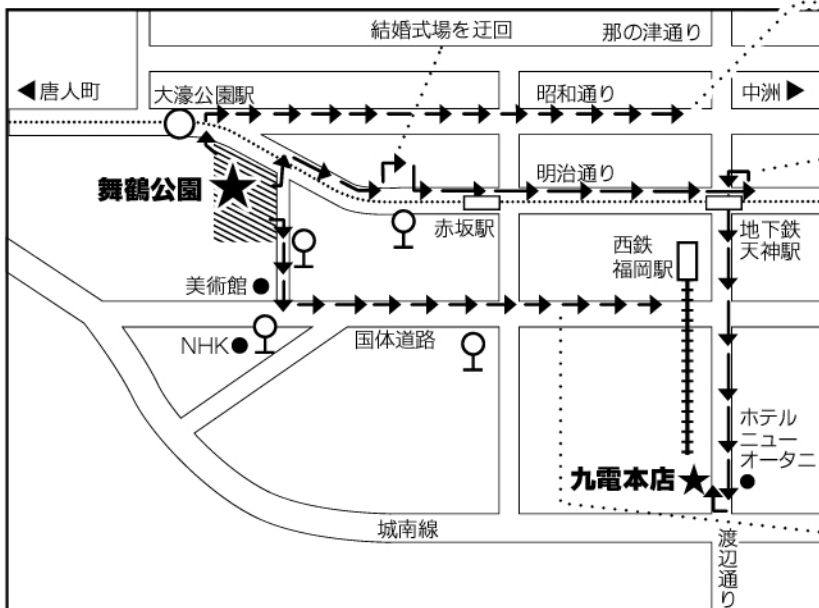 結婚式場を迂回
那の津通り
◀唐人町
大濠公園駅
昭和通り
中洲▶
舞鶴公園
明治通り
赤坂駅
西鉄
福岡駅
地下鉄
天神駅
美術館
NHK
国体道路
ホテル
ニュー
オータニ
九電本店
城南線
渡辺通り